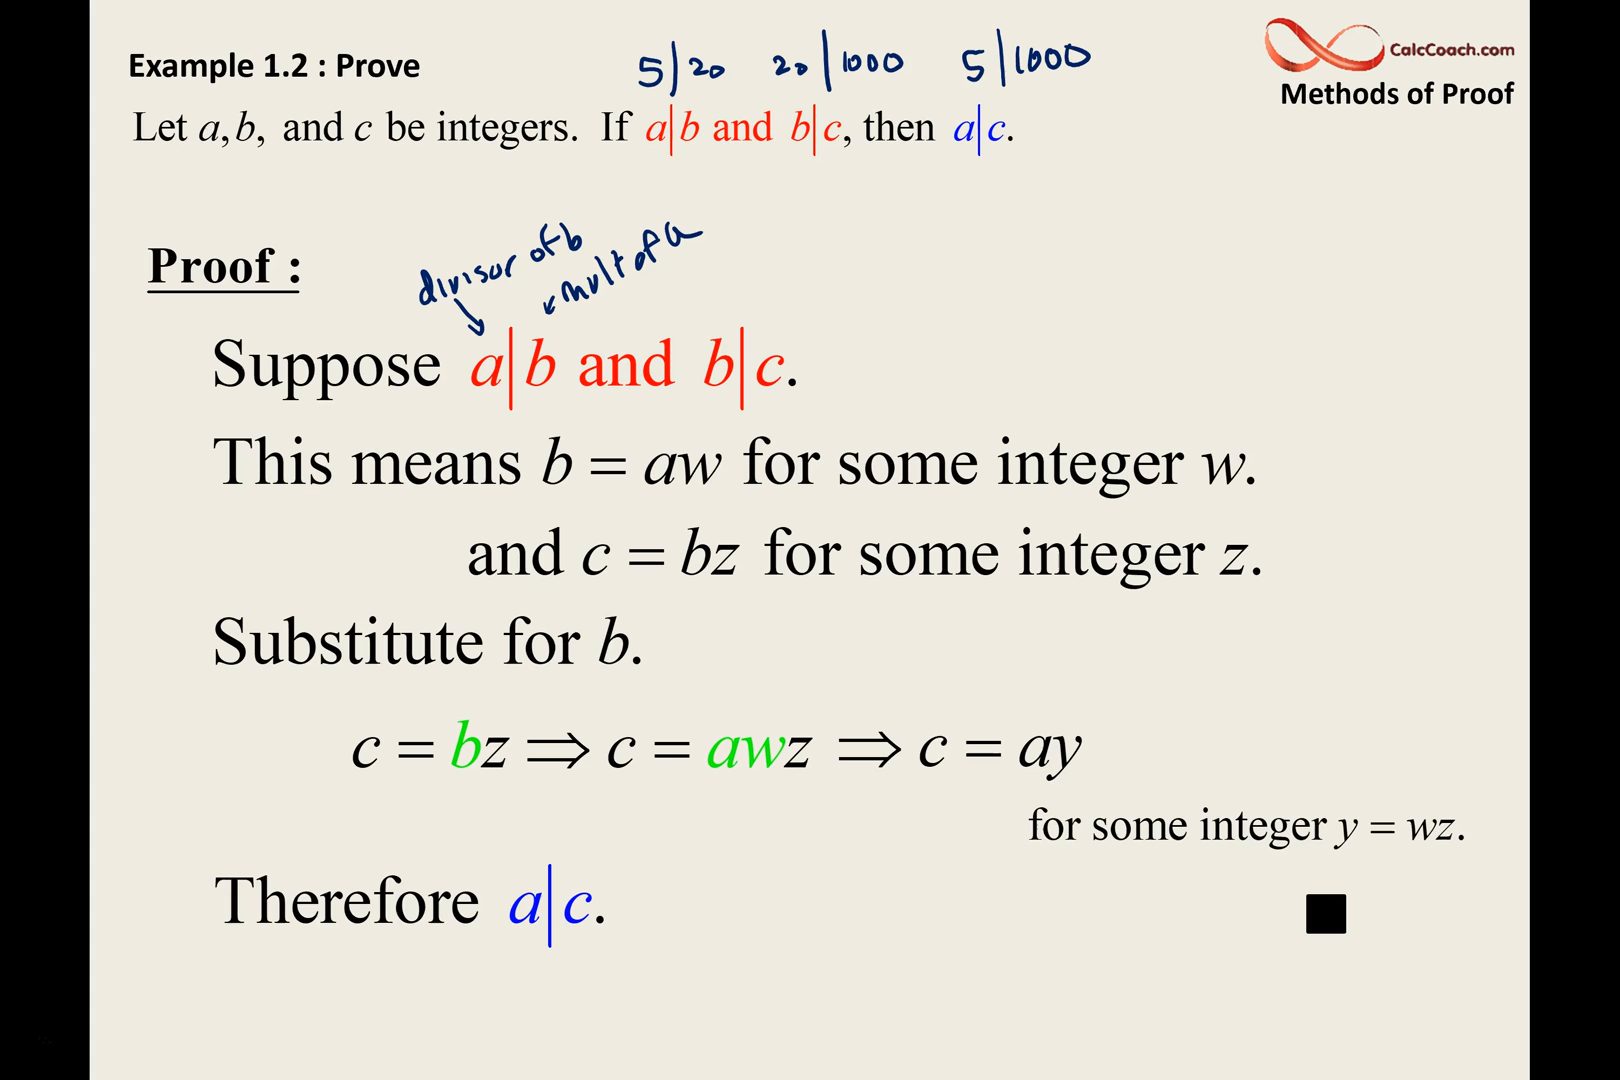 Example 1.2 : Prove
5|20 20|1000 5|1000
CalcCoach.com
Methods of Proof
Let a, b, and c be integers. If a|b and b|c, then a|c.
Proof :
divisor of b
mult of a
Suppose a|b and b|c.
This means b = aw for some integer w.
and c = bz for some integer z.
Substitute for b.
c = bz ⇒ c = awz ⇒ c = ay
for some integer y = wz.
Therefore a|c.